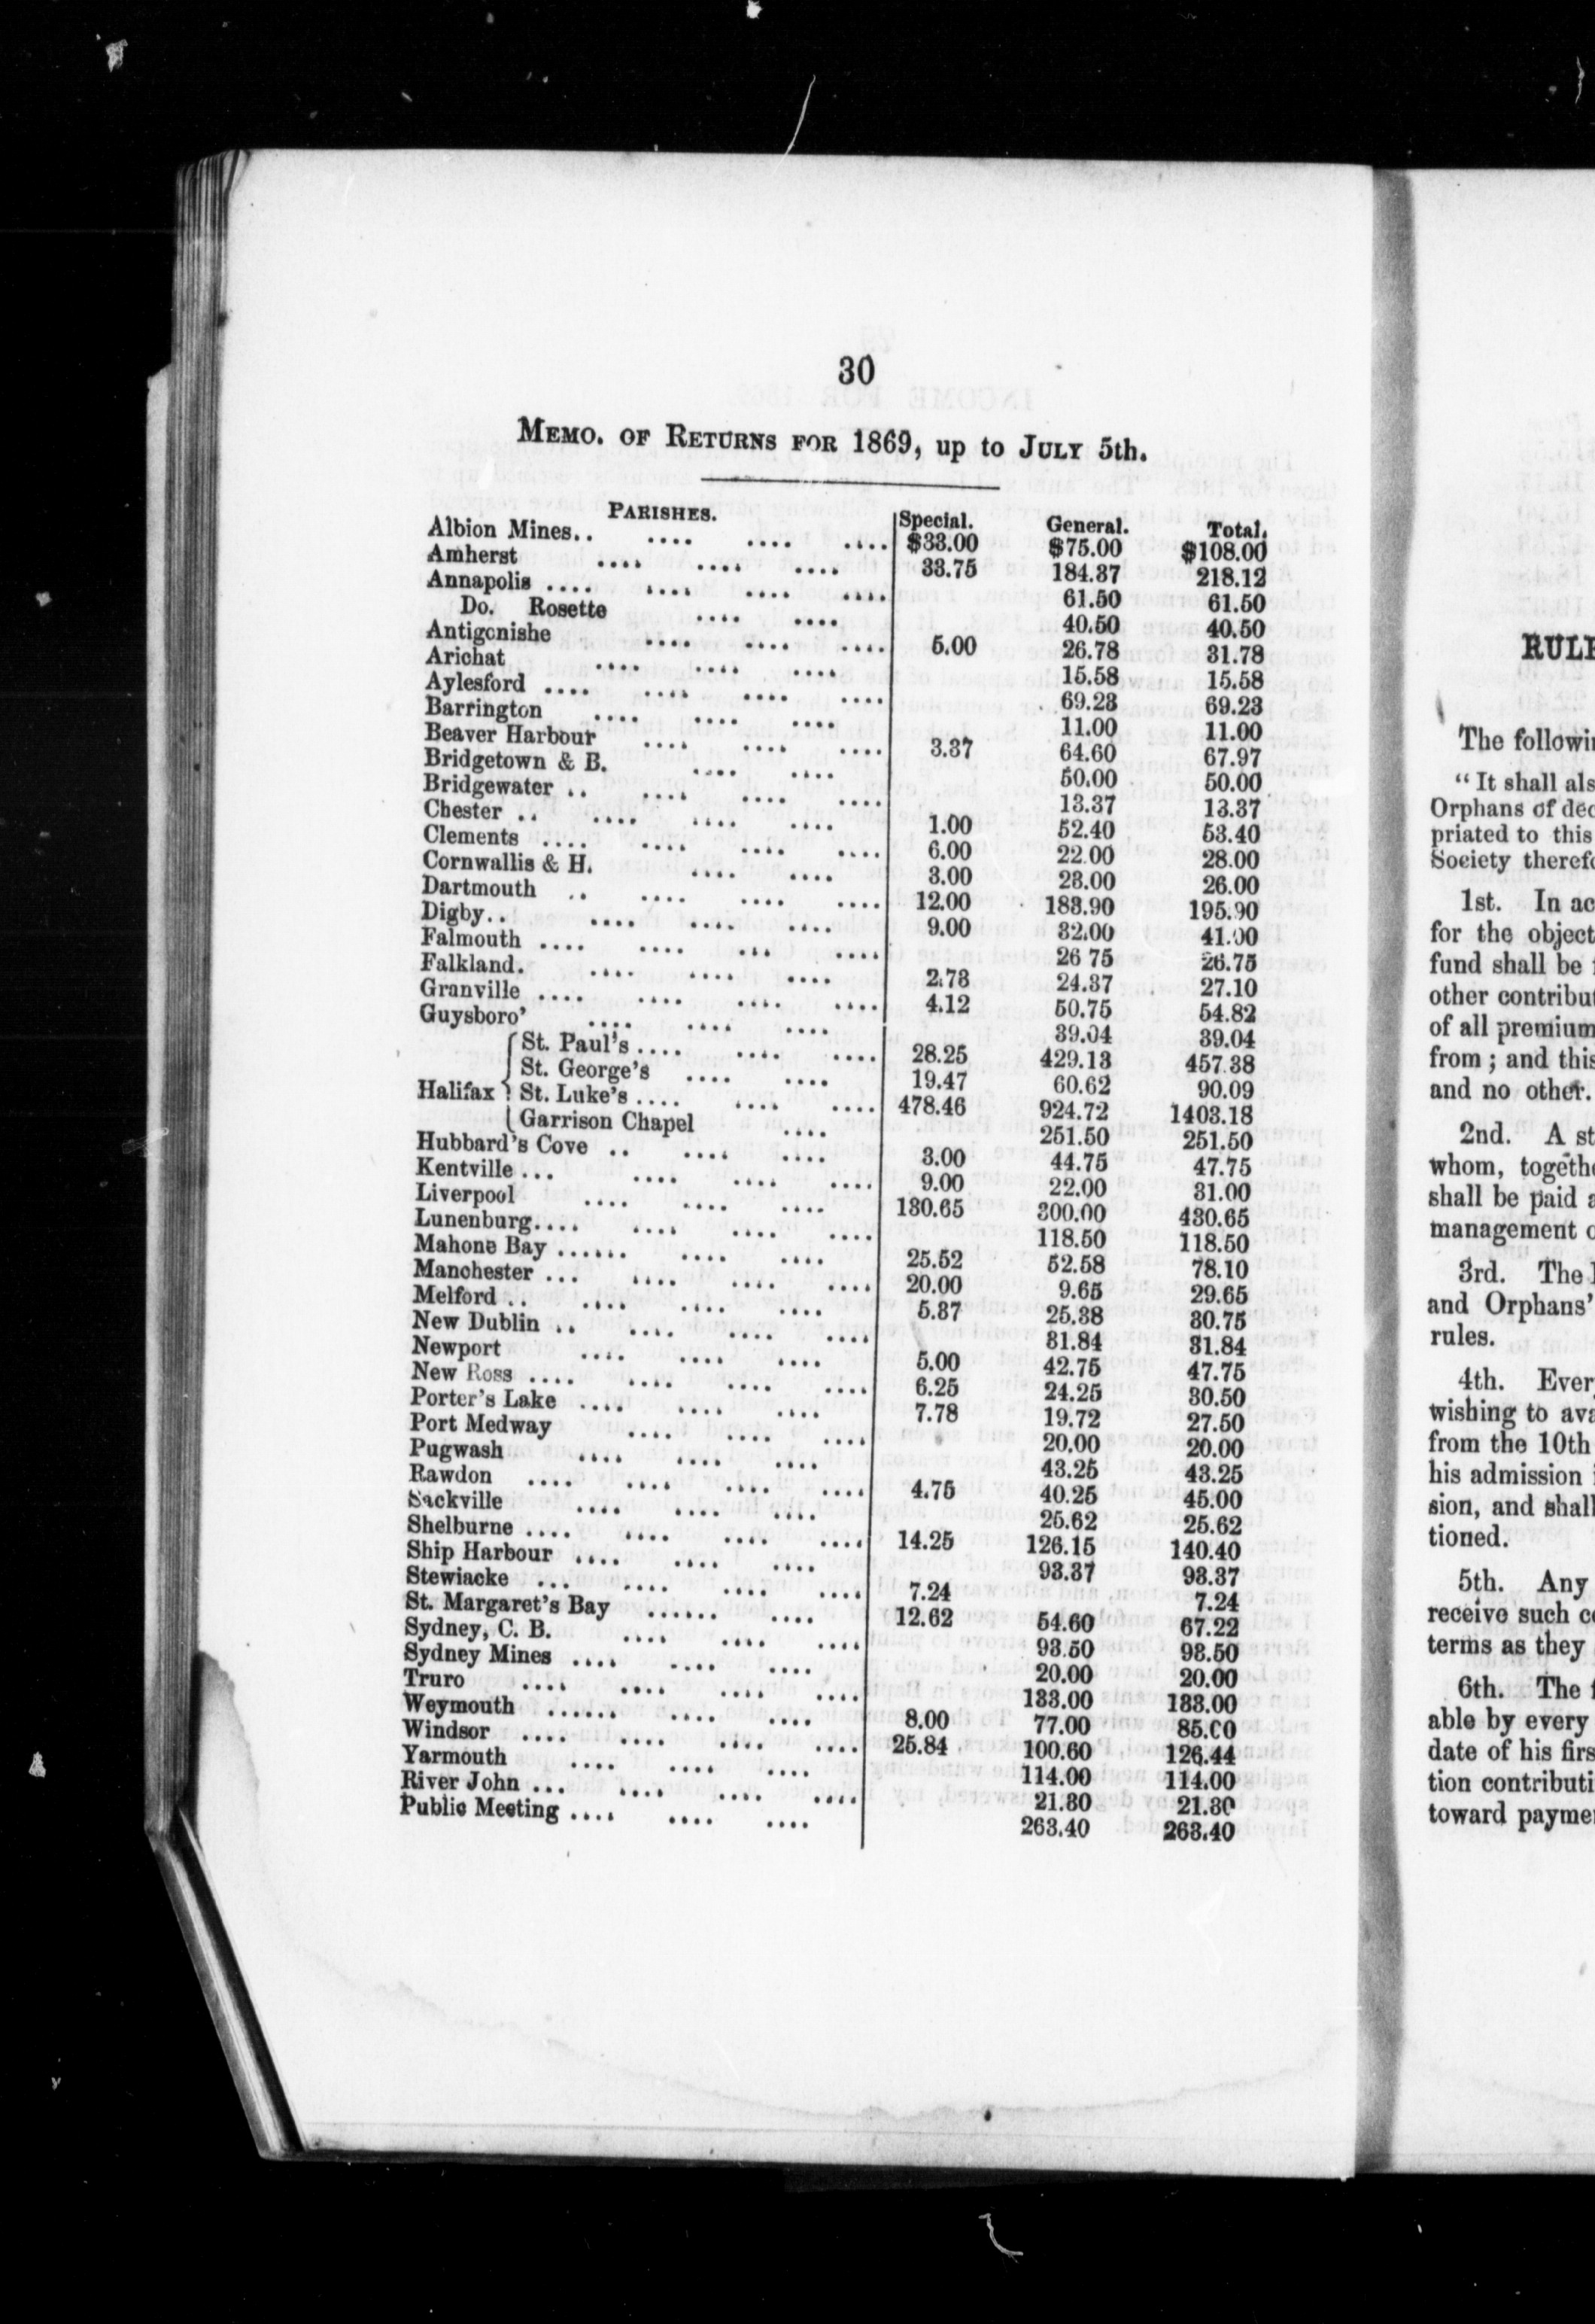 30
MEMO. OF RETURNS FOR 1869, up to JULY 5th.
PARISHES. Special. General. Total.
Albion Mines.. .... .... .... $33.00 $75.00 $108.00
Amherst .... .... .... 33.75 184.37 218.12
Annapolis .... .... .... .... 61.50 61.50
Do. Rosette .... .... 40.50 40.50
Antigonishe .... .... .... 5.00 26.78 31.78
Arichat .... .... .... 15.58 15.58
Aylesford .... .... .... .... 69.23 69.23
Barrington .... .... .... 11.00 11.00
Beaver Harbour .... .... .... 3.37 64.60 67.97
Bridgetown & B. .... .... 50.00 50.00
Bridgewater .. .... .... .... 13.37 13.37
Chester .. .... .... .... 1.00 52.40 53.40
Clements .... .... .... .... 6.00 22.00 28.00
Cornwallis & H. .... .... 3.00 23.00 26.00
Dartmouth .. .... .... .... 12.00 183.90 195.90
Digby.. .... .... .... 9.00 32.00 41.00
Falmouth .... .... .... .... 26 75 26.75
Falkland. .... .... .... 2.73 24.37 27.10
Granville .... .... .... .... 4.12 50.75 54.82
Guysboro' .... .... .... 39.04 39.04
St. Paul's .... .... .... 28.25 429.13 457.38
St. George's .... .... 19.47 60.62 90.09
Halifax St. Luke's .... .... .... 478.46 924.72 1403.18
Garrison Chapel .... 251.50 251.50
Hubbard's Cove .. .... .... 3.00 44.75 47.75
Kentville ... .... .... .... 9.00 22.00 31.00
Liverpool .... .... .... 130.65 300.00 430.65
Lunenburg.... .... .... .... 118.50 118.50
Mahone Bay ...... .... .... 25.52 52.58 78.10
Manchester ... .... .... .... 20.00 9.65 29.65
Melford .. .... .... .... 5.37 25.38 30.75
New Dublin .. .... .... .... 31.84 31.84
Newport .... .... .... 5.00 42.75 47.75
New Ross .... .... .... .... 6.25 24.25 30.50
Porter's Lake .... .... .... 7.78 19.72 27.50
Port Medway .... .... .... 20.00 20.00
Pugwash .... .... .... 43.25 43.25
Rawdon .... .... .... .... 4.75 40.25 45.00
Sackville .... .... .... 25.62 25.62
Shelburne .... .... .... .... 14.25 126.15 140.40
Ship Harbour .... .... .... 93.37 93.37
Stewiacke ... .... .... .... 7.24 7.24
St. Margaret's Bay ...... .... 12.62 54.60 67.22
Sydney, C. B. .... .... .... 93.50 93.50
Sydney Mines .... .... .... 20.00 20.00
Truro .... .... .... .... 133.00 133.00
Weymouth ...... .... .... 8.00 77.00 85.00
Windsor .... .... .... .... 25.84 100.60 126.44
Yarmouth .... .... .... 114.00 114.00
River John ... .... .... .... 21.30 21.30
Public Meeting .... .... .... 263.40 263.40
RULE
The followi
"It shall als
Orphans of dec
priated to this
Society theref
1st. In ac
for the object
fund shall be
other contribu
of all premium
from; and this
and no other.
2nd. A st
whom, togeth
shall be paid a
management o
3rd. The
and Orphans'
rules.
4th. Ever
wishing to ava
from the 10th
his admission
sion, and shall
tioned.
5th. Any
receive such c
terms as they
6th. The
able by every
date of his firs
tion contributi
toward payme